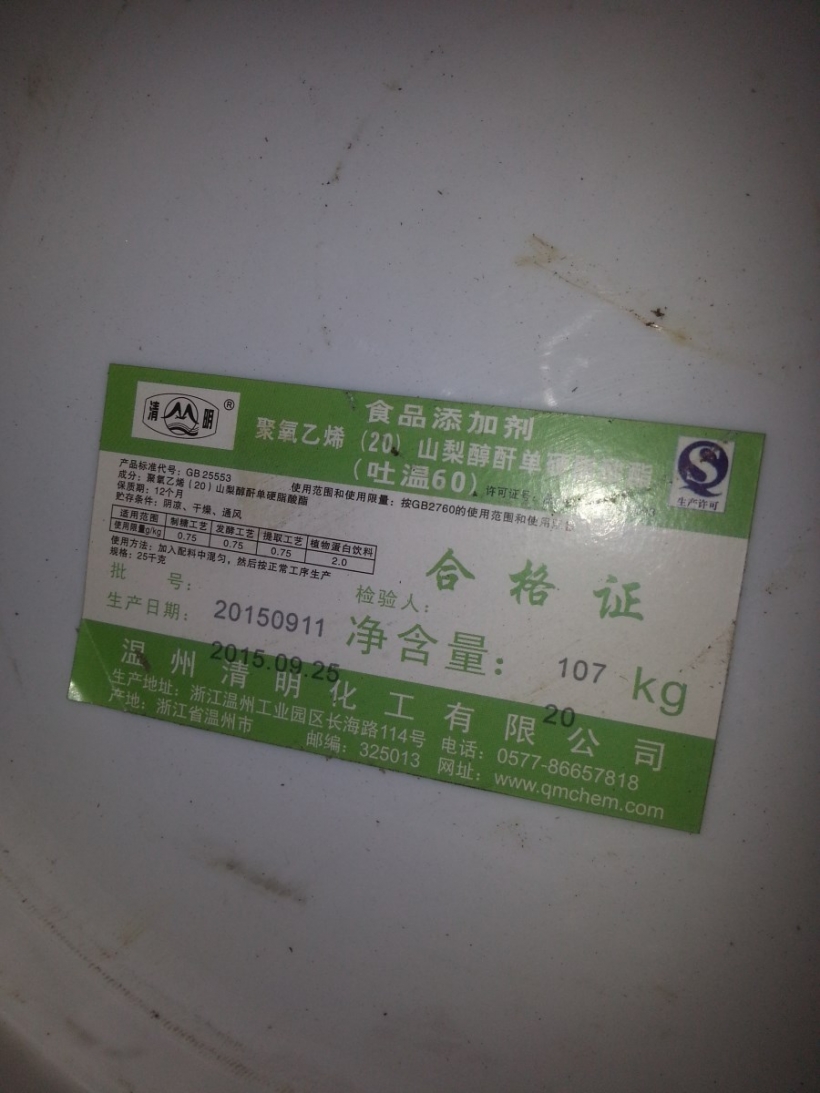 清 明 ®
食品添加剂
聚氧乙烯（20）山梨醇酐单硬
（吐温60）
生产许可
产品标准代号：GB 25553
成分：聚氧乙烯（20）山梨醇酐单硬脂酸酯
保质期：12个月
贮存条件：阴凉、干燥、通风
许可证号：
使用范围和使用限量：按GB2760的使用范围和使用
适用范围 制糖工艺 发酵工艺 提取工艺 植物蛋白饮料
使用限量g/kg 0.75 0.75 0.75 2.0
使用方法：加入配料中混匀，然后按正常工序生产
规格：25千克
合格证
批 号： 20150911
检验人：
生产日期： 2015.09.25
净含量： 107 kg
20
温州清明化工有限公司
生产地址：浙江温州工业园区长海路114号 电话：0577-86657818
产地：浙江省温州市 邮编：325013 网址：www.qmchem.com